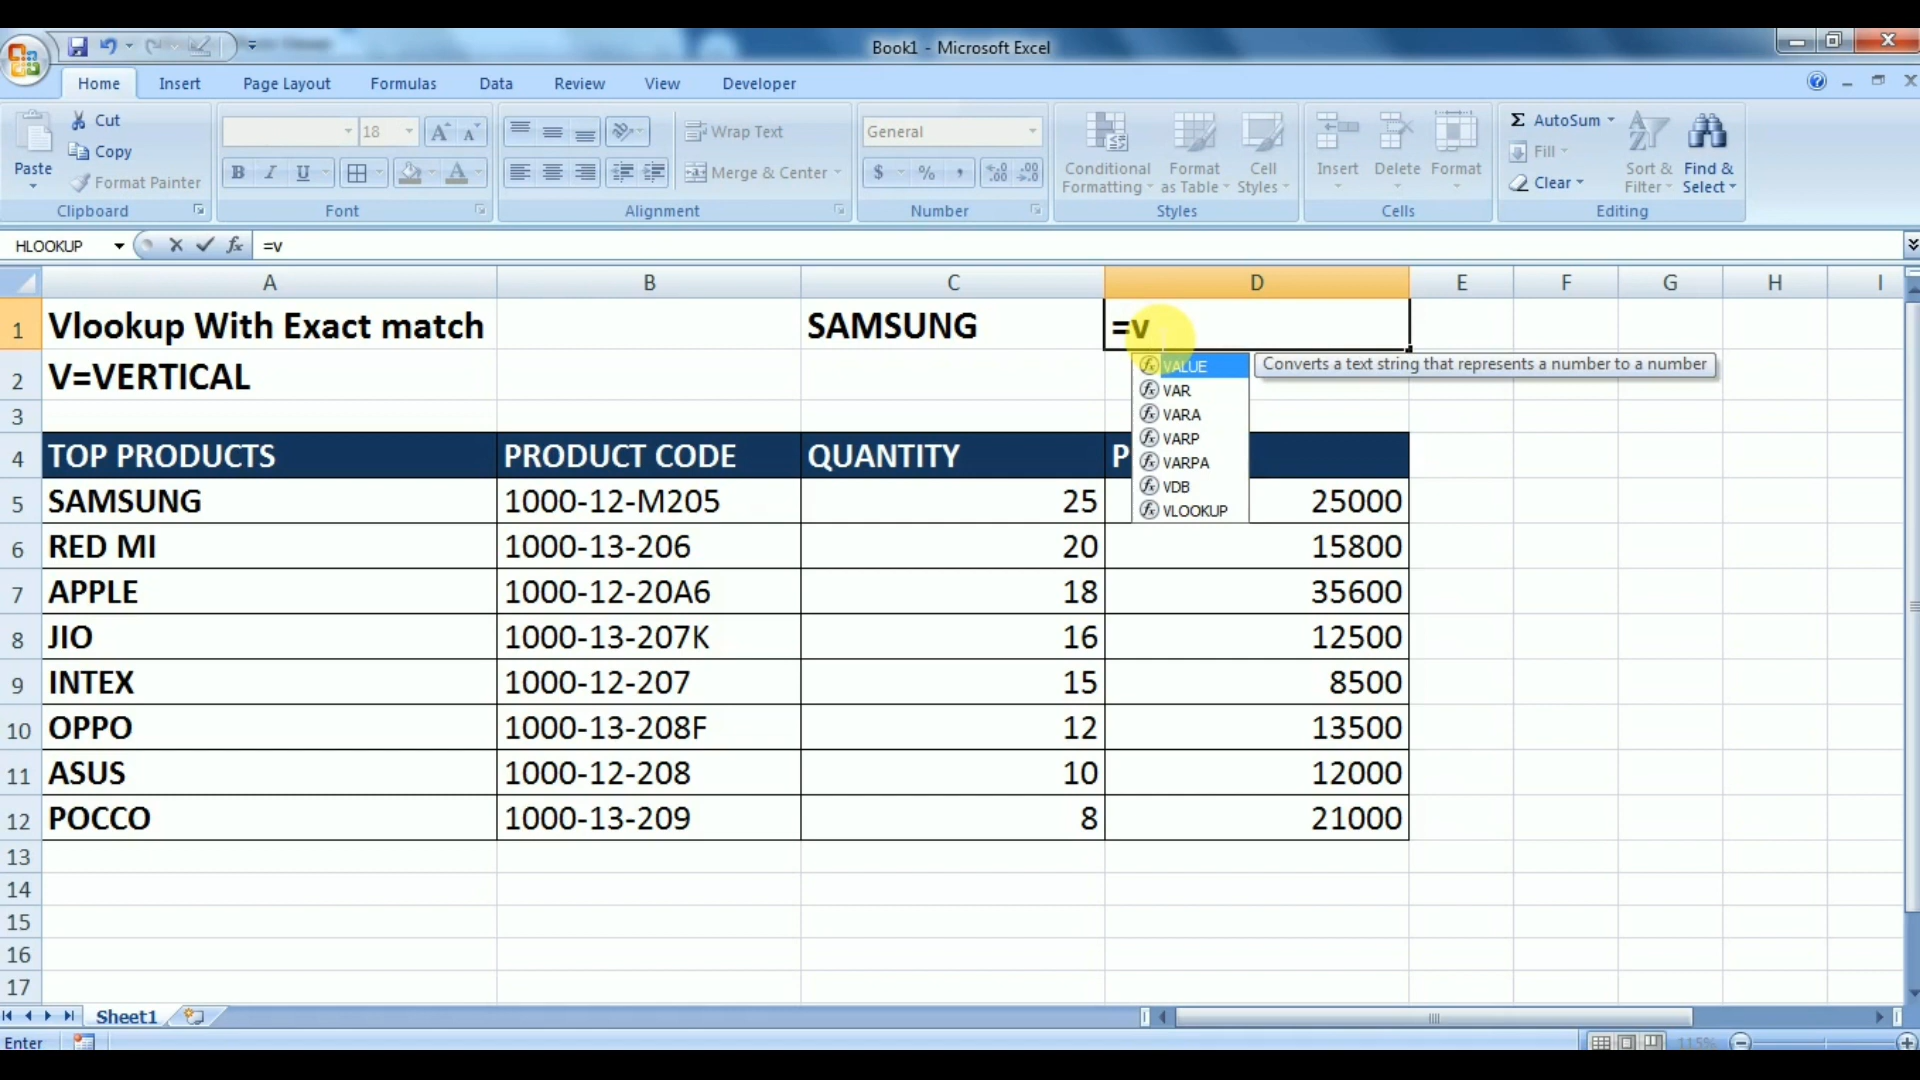 Book1 - Microsoft Excel
Home Insert Page Layout Formulas Data Review View Developer
Paste
Cut
Copy
Format Painter
Clipboard
18 A A
B I U A
Font
Wrap Text
Merge & Center
Alignment
General
$ % , .00 .00
Number
Conditional Formatting
Format as Table
Cell Styles
Styles
Insert Delete Format
Cells
Σ AutoSum
Fill
Clear
Sort & Filter
Find & Select
Editing
HLOOKUP fx =v
A B C D E F G H I
1 Vlookup With Exact match SAMSUNG =v
2 V=VERTICAL
VALUE Converts a text string that represents a number to a number
VAR
VARA
VARP
VARPA
VDB
VLOOKUP
3
4 TOP PRODUCTS PRODUCT CODE QUANTITY P
5 SAMSUNG 1000-12-M205 25 25000
6 RED MI 1000-13-206 20 15800
7 APPLE 1000-12-20A6 18 35600
8 JIO 1000-13-207K 16 12500
9 INTEX 1000-12-207 15 8500
10 OPPO 1000-13-208F 12 13500
11 ASUS 1000-12-208 10 12000
12 POCCO 1000-13-209 8 21000
13
14
15
16
17
Sheet1
Enter 115%